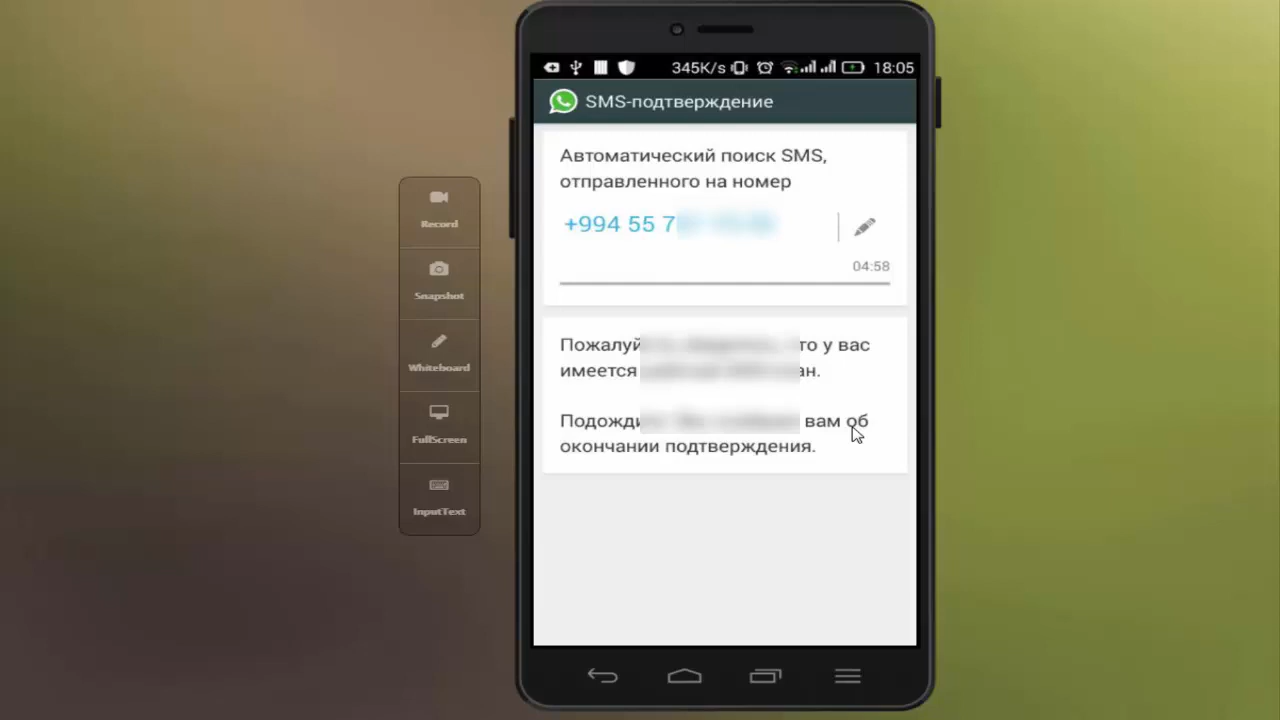 345K/s 18:05
SMS-подтверждение
Автоматический поиск SMS,
отправленного на номер
+994 55 7
04:58
Пожалуй то у вас
имеется ан.
Подожди вам об
окончании подтверждения.
Record
Snapshot
Whiteboard
FullScreen
InputText